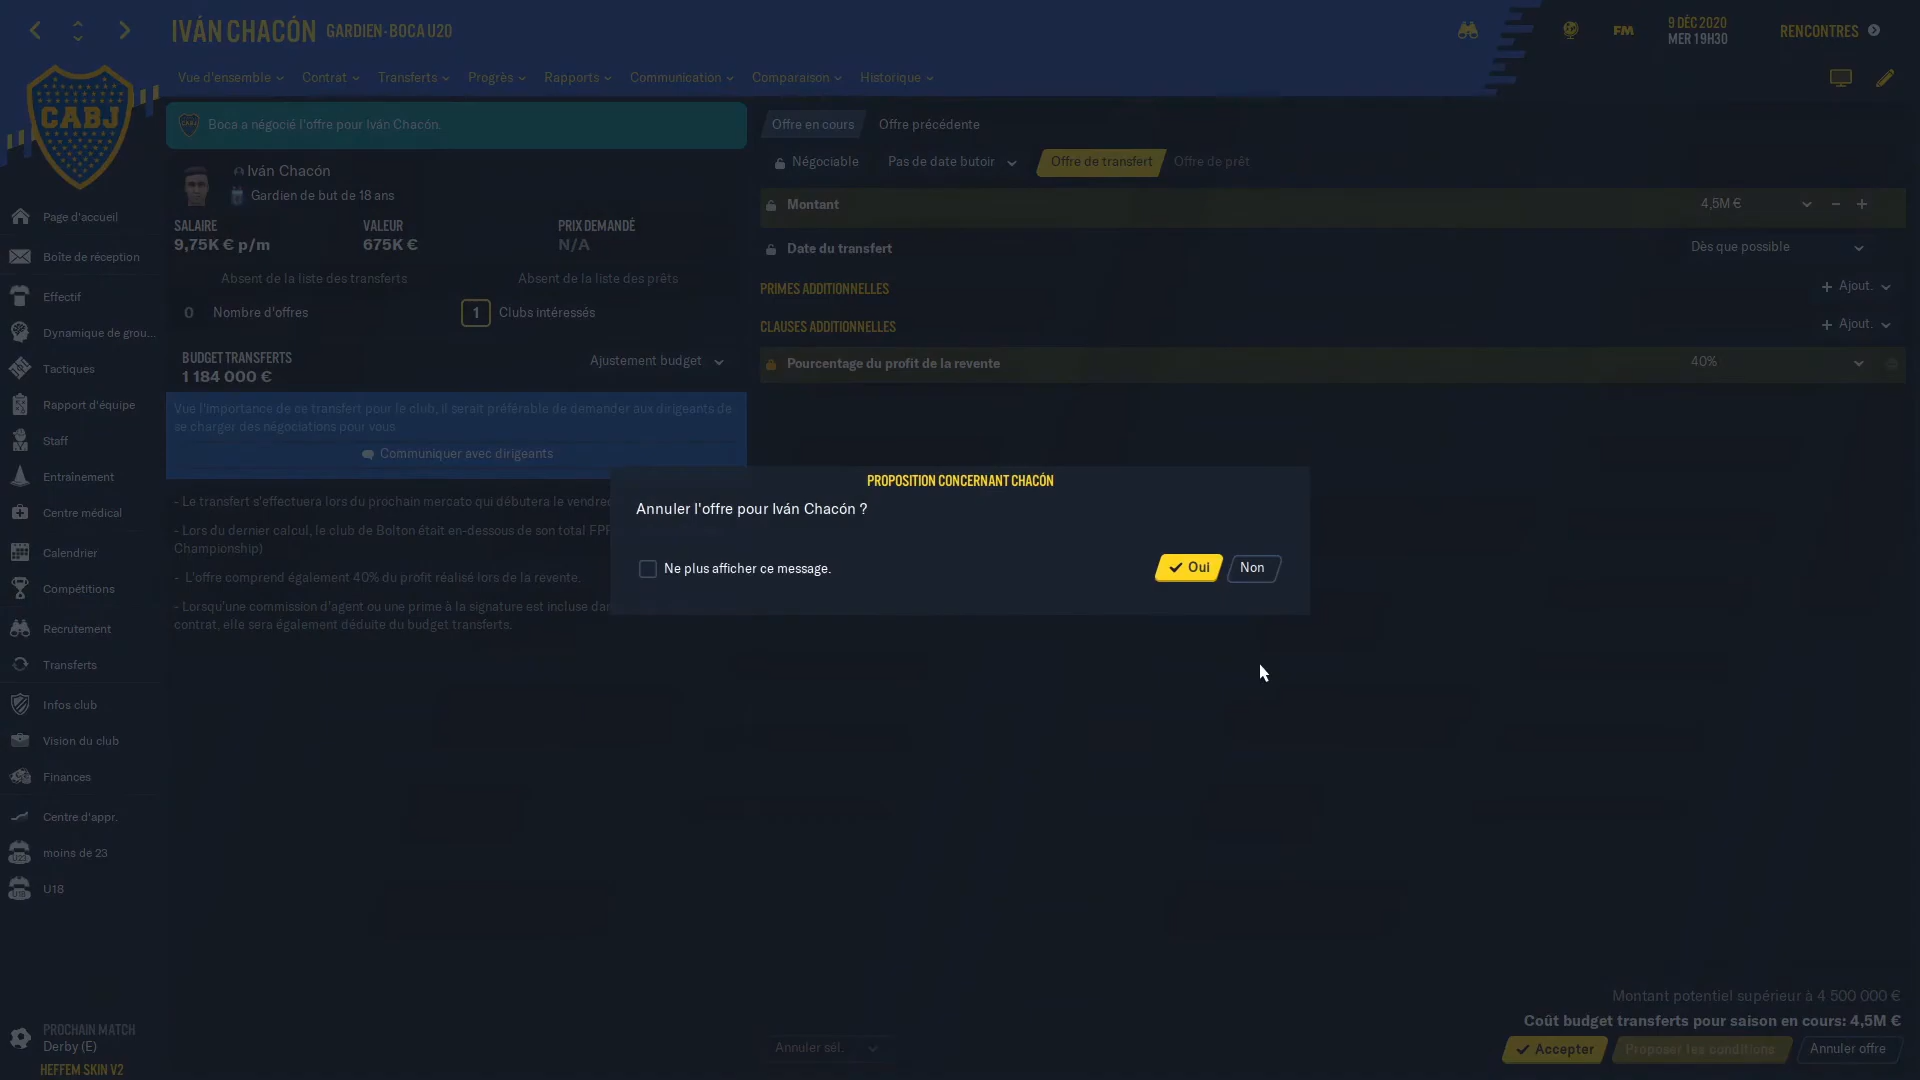 IVÁN CHACÓN GARDIEN - BOCA U20
FM
9 DÉC 2020
MER 19H30
RENCONTRES
Vue d'ensemble
Contrat
Transferts
Progrès
Rapports
Communication
Comparaison
Historique
CABJ
Page d'accueil
Boîte de réception
Effectif
Dynamique de grou...
Tactiques
Rapport d'équipe
Staff
Entraînement
Centre médical
Calendrier
Compétitions
Recrutement
Transferts
Infos club
Vision du club
Finances
Centre d'appr.
moins de 23
U18
PROCHAIN MATCH
Derby (E)
HEFFEM SKIN V2
Boca a négocié l'offre pour Iván Chacón.
Iván Chacón
Gardien de but de 18 ans
SALAIRE VALEUR PRIX DEMANDÉ
9,75K € p/m 675K € N/A
Absent de la liste des transferts Absent de la liste des prêts
0 Nombre d'offres 1 Clubs intéressés
BUDGET TRANSFERTS Ajustement budget
1 184 000 €
Vue l'importance de ce transfert pour le club, il serait préférable de demander aux dirigeants de
se charger des négociations pour vous
Communiquer avec dirigeants
- Le transfert s'effectuera lors du prochain mercato qui débutera le vendre
- Lors du dernier calcul, le club de Bolton était en-dessous de son total FPF
Championship)
- L'offre comprend également 40% du profit réalisé lors de la revente.
- Lorsqu'une commission d'agent ou une prime à la signature est incluse dan
contrat, elle sera également déduite du budget transferts.
Offre en cours Offre précédente
Négociable Pas de date butoir Offre de transfert Offre de prêt
Montant 4,5M € - +
Date du transfert Dès que possible
PRIMES ADDITIONNELLES + Ajout.
CLAUSES ADDITIONNELLES + Ajout.
Pourcentage du profit de la revente 40%
PROPOSITION CONCERNANT CHACÓN
Annuler l'offre pour Iván Chacón ?
Ne plus afficher ce message.
Oui Non
Montant potentiel supérieur à 4 500 000 €
Coût budget transferts pour saison en cours: 4,5M €
Annuler sél.
Accepter Proposer les conditions Annuler offre